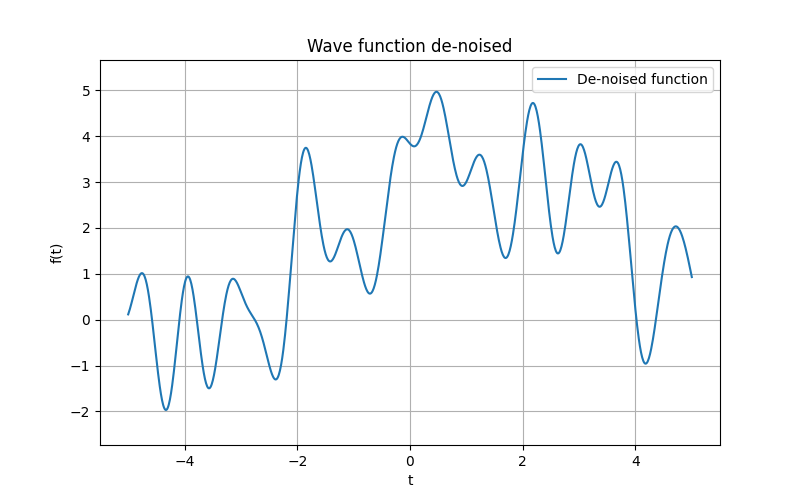 Wave function de-noised
De-noised function
5
4
3
2
1
0
−1
−2
f(t)
−4 −2 0 2 4
t